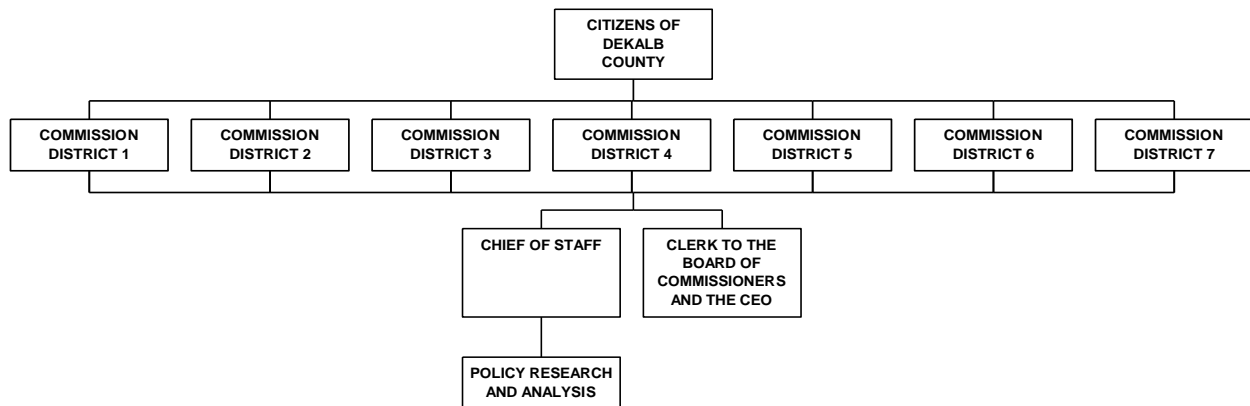 CITIZENS OF
DEKALB
COUNTY
COMMISSION
DISTRICT 1
COMMISSION
DISTRICT 2
COMMISSION
DISTRICT 3
COMMISSION
DISTRICT 4
COMMISSION
DISTRICT 5
COMMISSION
DISTRICT 6
COMMISSION
DISTRICT 7
CHIEF OF STAFF
CLERK TO THE
BOARD OF
COMMISSIONERS
AND THE CEO
POLICY RESEARCH
AND ANALYSIS